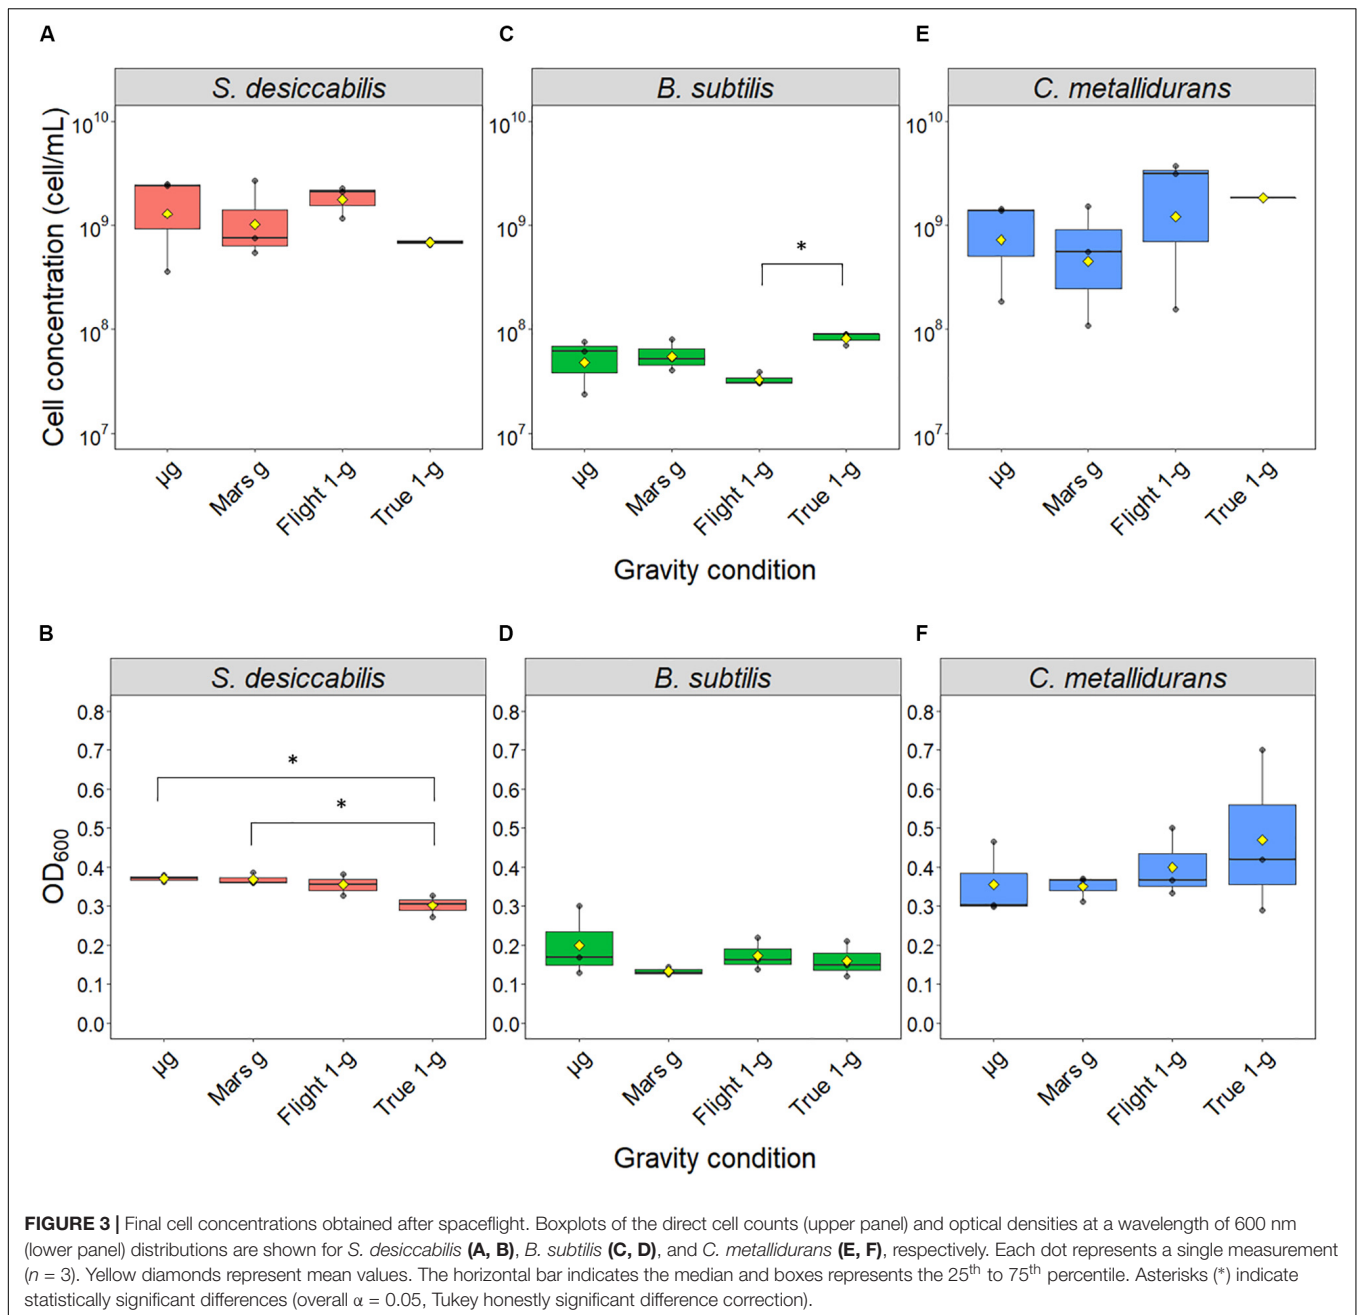 A
C
E
S. desiccabilis
B. subtilis
C. metallidurans
Cell concentration (cell/mL)
10^10
10^9
10^8
10^7
10^10
10^9
10^8
10^7
10^10
10^9
10^8
10^7
*
µg
Mars g
Flight 1-g
True 1-g
µg
Mars g
Flight 1-g
True 1-g
µg
Mars g
Flight 1-g
True 1-g
Gravity condition
B
D
F
S. desiccabilis
B. subtilis
C. metallidurans
OD600
0.8
0.7
0.6
0.5
0.4
0.3
0.2
0.1
0.0
*
*
0.8
0.7
0.6
0.5
0.4
0.3
0.2
0.1
0.0
0.8
0.7
0.6
0.5
0.4
0.3
0.2
0.1
0.0
µg
Mars g
Flight 1-g
True 1-g
µg
Mars g
Flight 1-g
True 1-g
µg
Mars g
Flight 1-g
True 1-g
Gravity condition
FIGURE 3 | Final cell concentrations obtained after spaceflight. Boxplots of the direct cell counts (upper panel) and optical densities at a wavelength of 600 nm
(lower panel) distributions are shown for S. desiccabilis (A, B), B. subtilis (C, D), and C. metallidurans (E, F), respectively. Each dot represents a single measurement
(n = 3). Yellow diamonds represent mean values. The horizontal bar indicates the median and boxes represents the 25th to 75th percentile. Asterisks (*) indicate
statistically significant differences (overall α = 0.05, Tukey honestly significant difference correction).